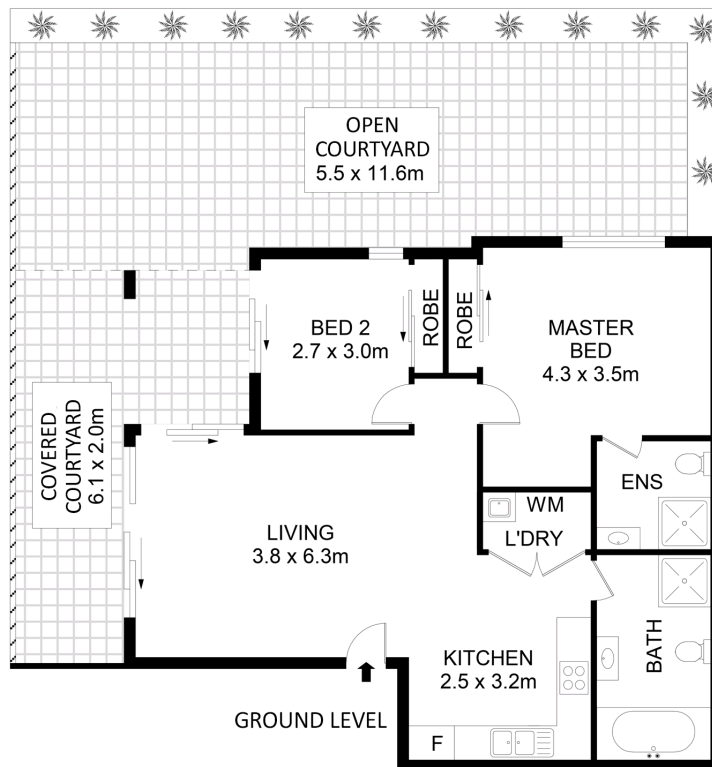 OPEN
COURTYARD
5.5 x 11.6m
BED 2
2.7 x 3.0m
ROBE
ROBE
MASTER
BED
4.3 x 3.5m
COVERED
COURTYARD
6.1 x 2.0m
ENS
WM
L'DRY
LIVING
3.8 x 6.3m
BATH
KITCHEN
2.5 x 3.2m
GROUND LEVEL
F